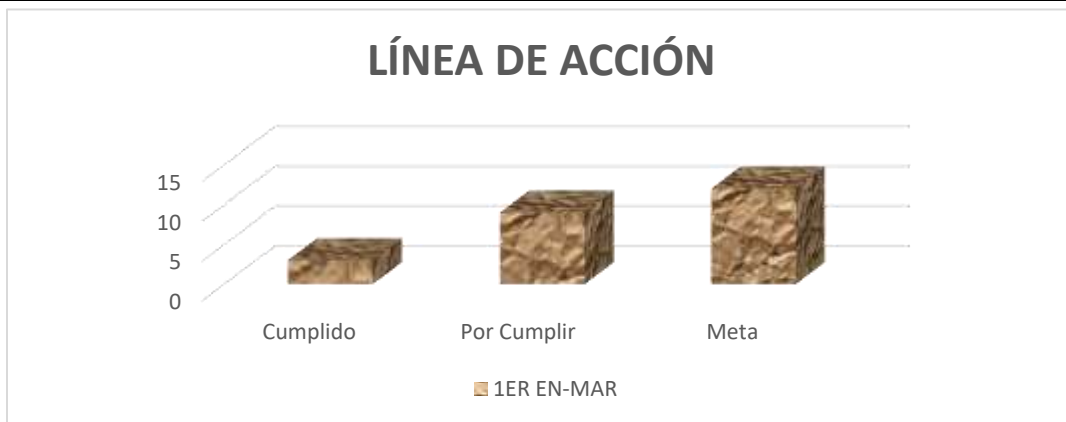 LÍNEA DE ACCIÓN
15
10
5
0
Cumplido Por Cumplir Meta
1ER EN-MAR